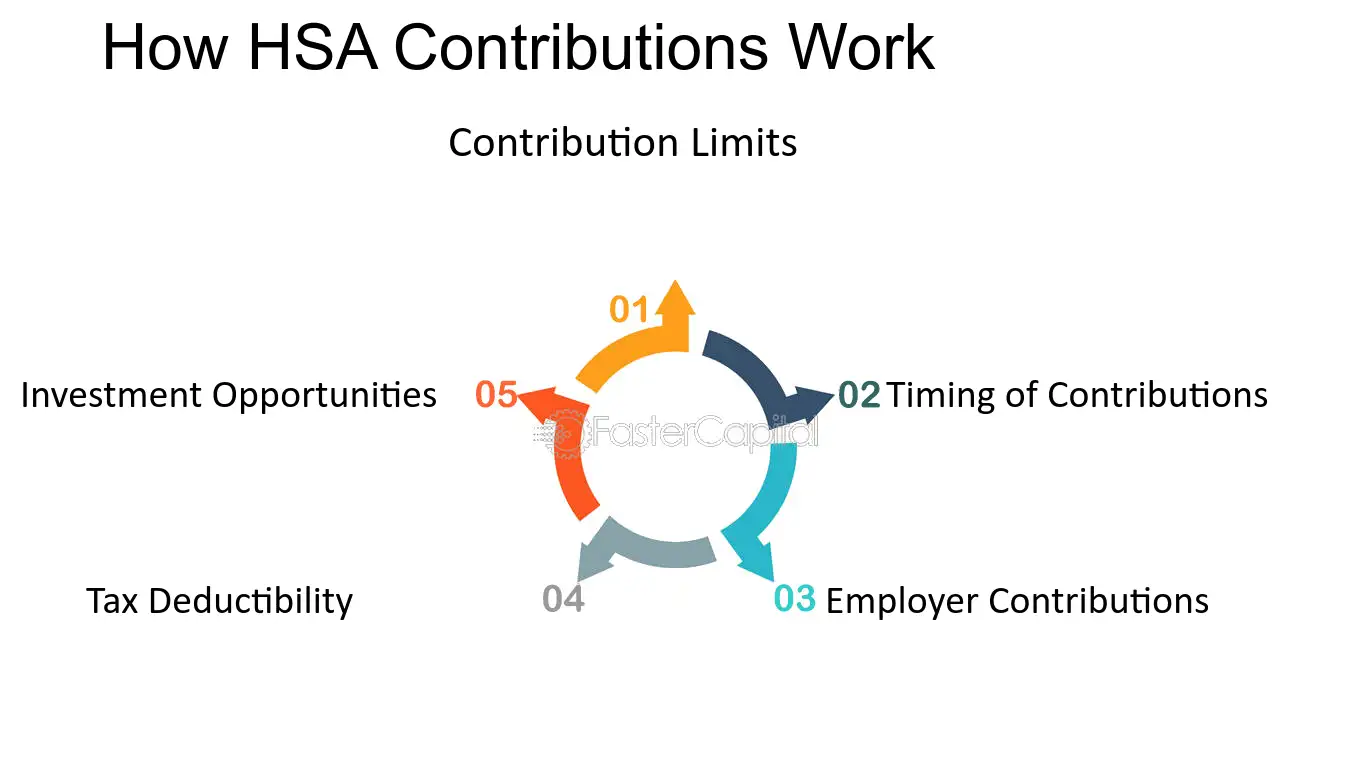 How HSA Contributions Work
Contribution Limits
01
Investment Opportunities 05
02 Timing of Contributions
FasterCapital
Tax Deductibility 04
03 Employer Contributions